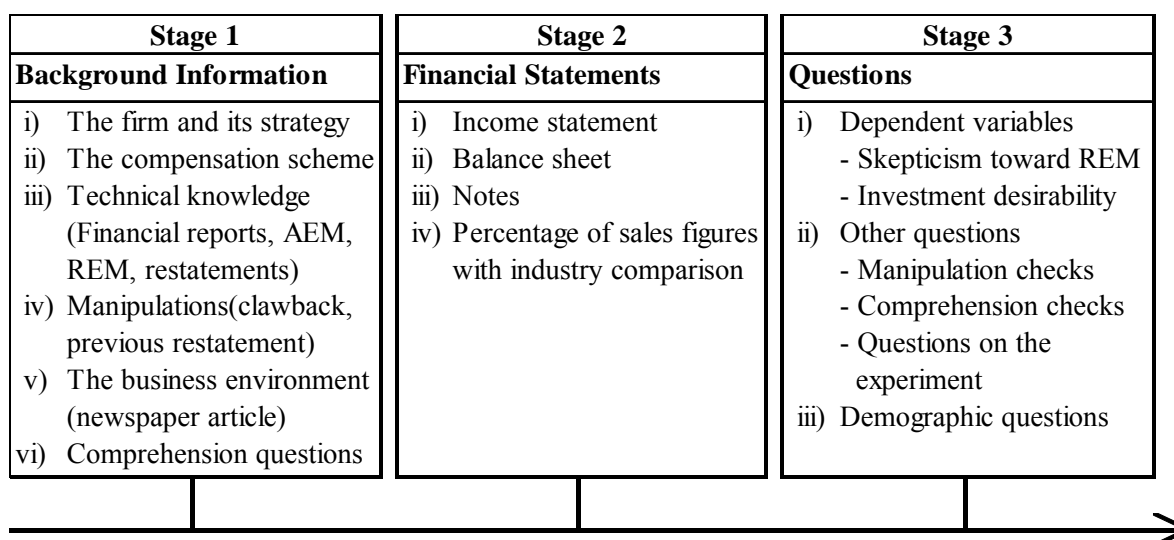 Stage 1
Background Information
i) The firm and its strategy
ii) The compensation scheme
iii) Technical knowledge
(Financial reports, AEM,
REM, restatements)
iv) Manipulations(clawback,
previous restatement)
v) The business environment
(newspaper article)
vi) Comprehension questions
Stage 2
Financial Statements
i) Income statement
ii) Balance sheet
iii) Notes
iv) Percentage of sales figures
with industry comparison
Stage 3
Questions
i) Dependent variables
- Skepticism toward REM
- Investment desirability
ii) Other questions
- Manipulation checks
- Comprehension checks
- Questions on the
experiment
iii) Demographic questions